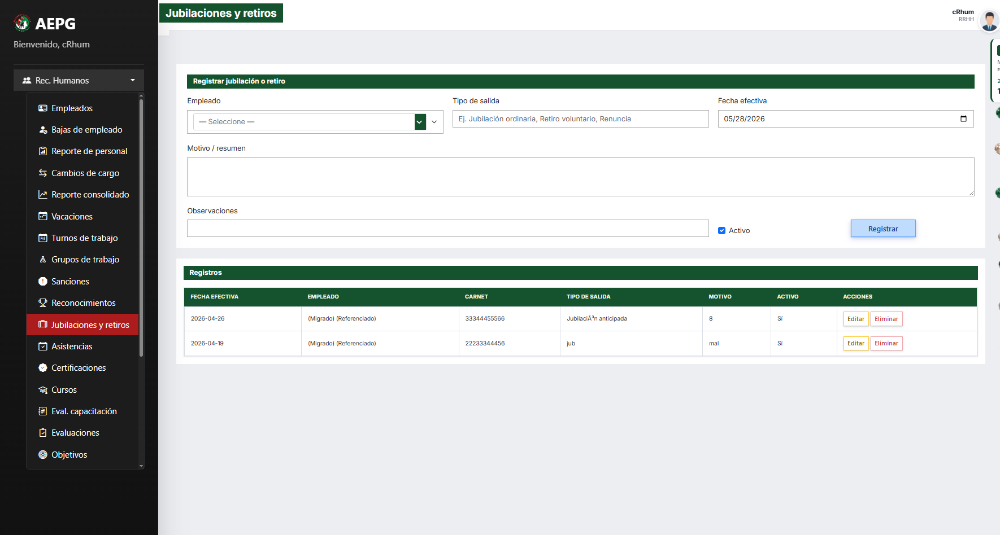 AEPG
Bienvenido, cRhum
Rec. Humanos
Empleados
Bajas de empleado
Reporte de personal
Cambios de cargo
Reporte consolidado
Vacaciones
Turnos de trabajo
Grupos de trabajo
Sanciones
Reconocimientos
Jubilaciones y retiros
Asistencias
Certificaciones
Cursos
Eval. capacitación
Evaluaciones
Objetivos
Jubilaciones y retiros
cRhum
RRHH
Registrar jubilación o retiro
Empleado Tipo de salida Fecha efectiva
— Seleccione — Ej. Jubilación ordinaria, Retiro voluntario, Renuncia 05/28/2026
Motivo / resumen
Observaciones
Activo Registrar
Registros
FECHA EFECTIVA EMPLEADO CARNET TIPO DE SALIDA MOTIVO ACTIVO ACCIONES
2026-04-26 (Migrado) (Referenciado) 33344455566 JubilaciÃ³n anticipada 8 Sí Editar Eliminar
2026-04-19 (Migrado) (Referenciado) 22233344456 jub mal Sí Editar Eliminar